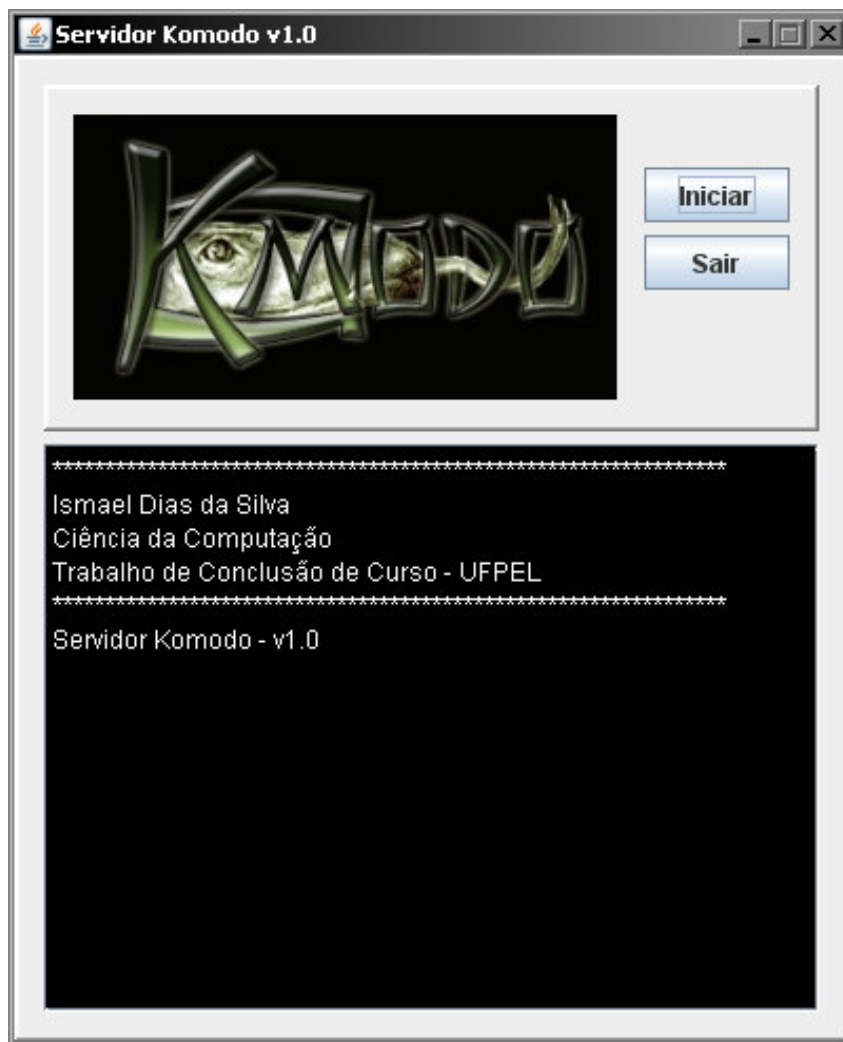 Servidor Komodo v1.0
KOMODO
Iniciar
Sair
******************************************************************
Ismael Dias da Silva
Ciência da Computação
Trabalho de Conclusão de Curso - UFPEL
******************************************************************
Servidor Komodo - v1.0